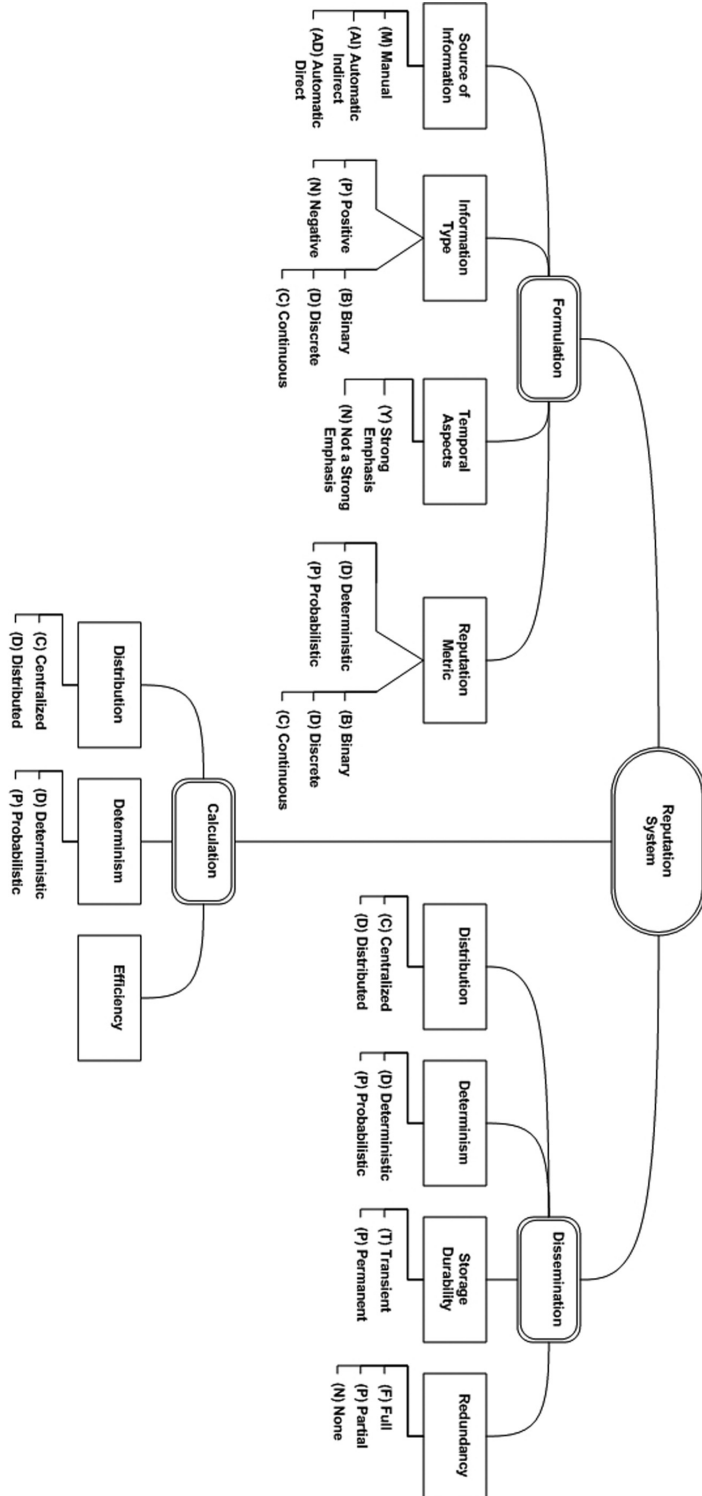 Reputation
System
Formulation
Source of
Information
(M) Manual
(AI) Automatic
Indirect
(AD) Automatic
Direct
Information
Type
(P) Positive
(N) Negative
(B) Binary
(D) Discrete
(C) Continuous
Temporal
Aspects
(Y) Strong
Emphasis
(N) Not a Strong
Emphasis
Reputation
Metric
(D) Deterministic
(P) Probabilistic
(B) Binary
(D) Discrete
(C) Continuous
Calculation
Distribution
(C) Centralized
(D) Distributed
Determinism
(D) Deterministic
(P) Probabilistic
Efficiency
Dissemination
Distribution
(C) Centralized
(D) Distributed
Determinism
(D) Deterministic
(P) Probabilistic
Storage
Durability
(T) Transient
(P) Permanent
Redundancy
(F) Full
(P) Partial
(N) None